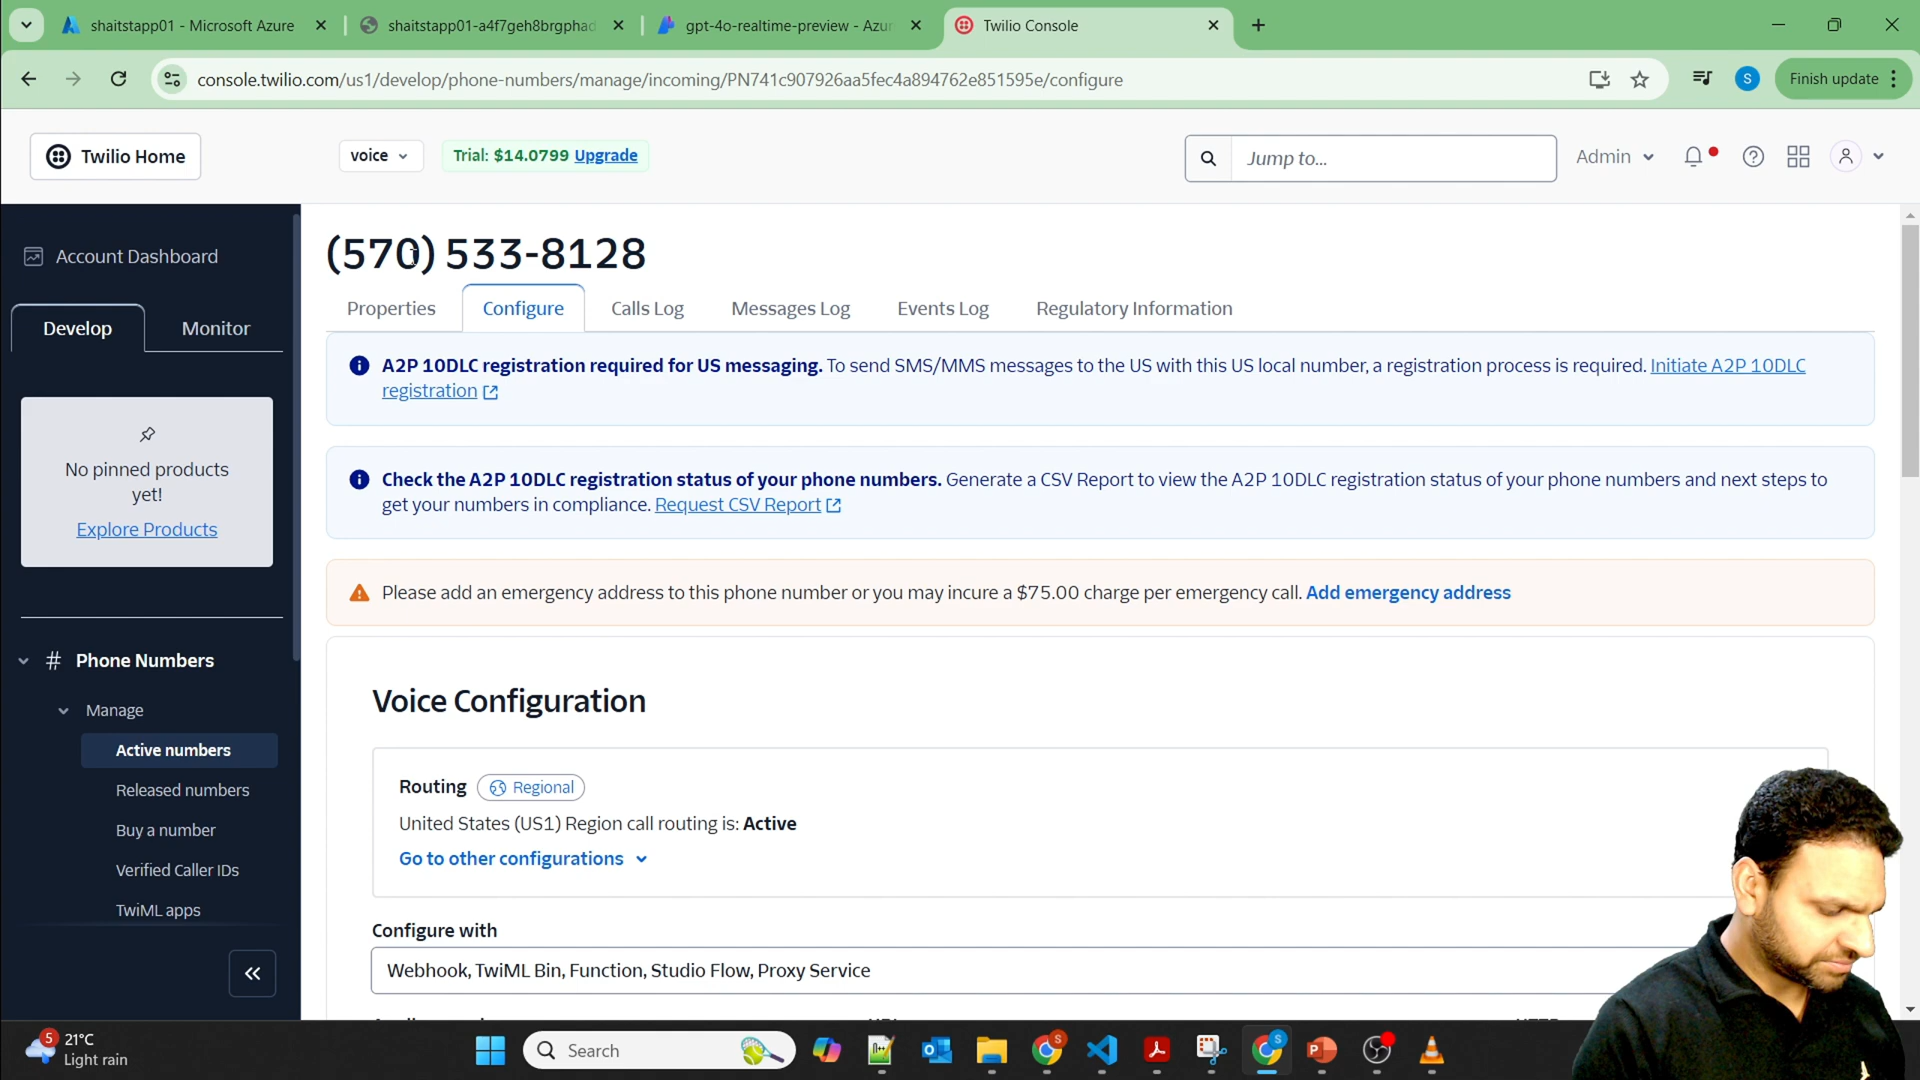 shaitstapp01 - Microsoft Azure
shaitstapp01-a4f7geh8brgphad
gpt-4o-realtime-preview - Azur
Twilio Console
console.twilio.com/us1/develop/phone-numbers/manage/incoming/PN741c907926aa5fec4a894762e851595e/configure
S
Finish update
Twilio Home
voice
Trial: $14.0799 Upgrade
Jump to...
Admin
Account Dashboard
Develop
Monitor
No pinned products
yet!
Explore Products
# Phone Numbers
Manage
Active numbers
Released numbers
Buy a number
Verified Caller IDs
TwiML apps
(570) 533-8128
Properties
Configure
Calls Log
Messages Log
Events Log
Regulatory Information
A2P 10DLC registration required for US messaging. To send SMS/MMS messages to the US with this US local number, a registration process is required. Initiate A2P 10DLC
registration
Check the A2P 10DLC registration status of your phone numbers. Generate a CSV Report to view the A2P 10DLC registration status of your phone numbers and next steps to
get your numbers in compliance. Request CSV Report
Please add an emergency address to this phone number or you may incure a $75.00 charge per emergency call. Add emergency address
Voice Configuration
Routing
Regional
United States (US1) Region call routing is: Active
Go to other configurations
Configure with
Webhook, TwiML Bin, Function, Studio Flow, Proxy Service
5
21°C
Light rain
Search